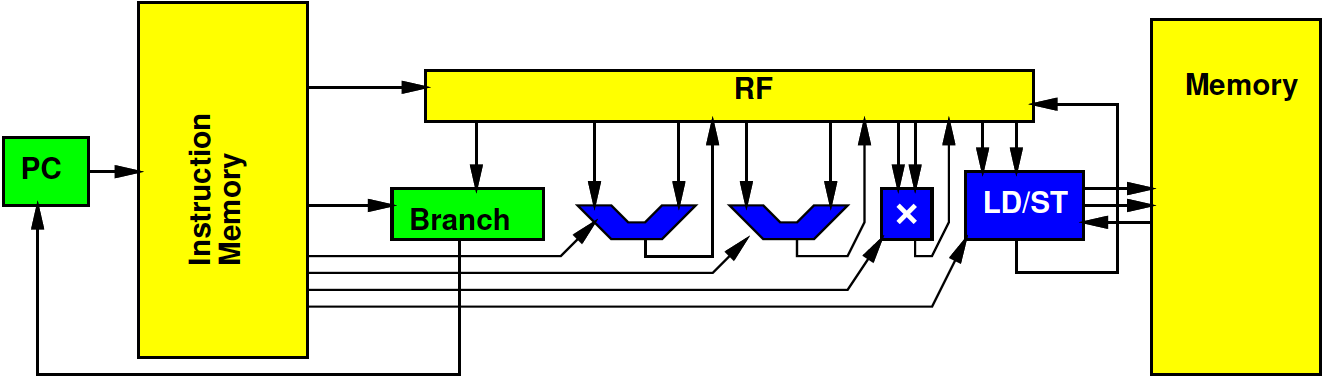 PC
Instruction
Memory
RF
Branch
×
LD/ST
Memory